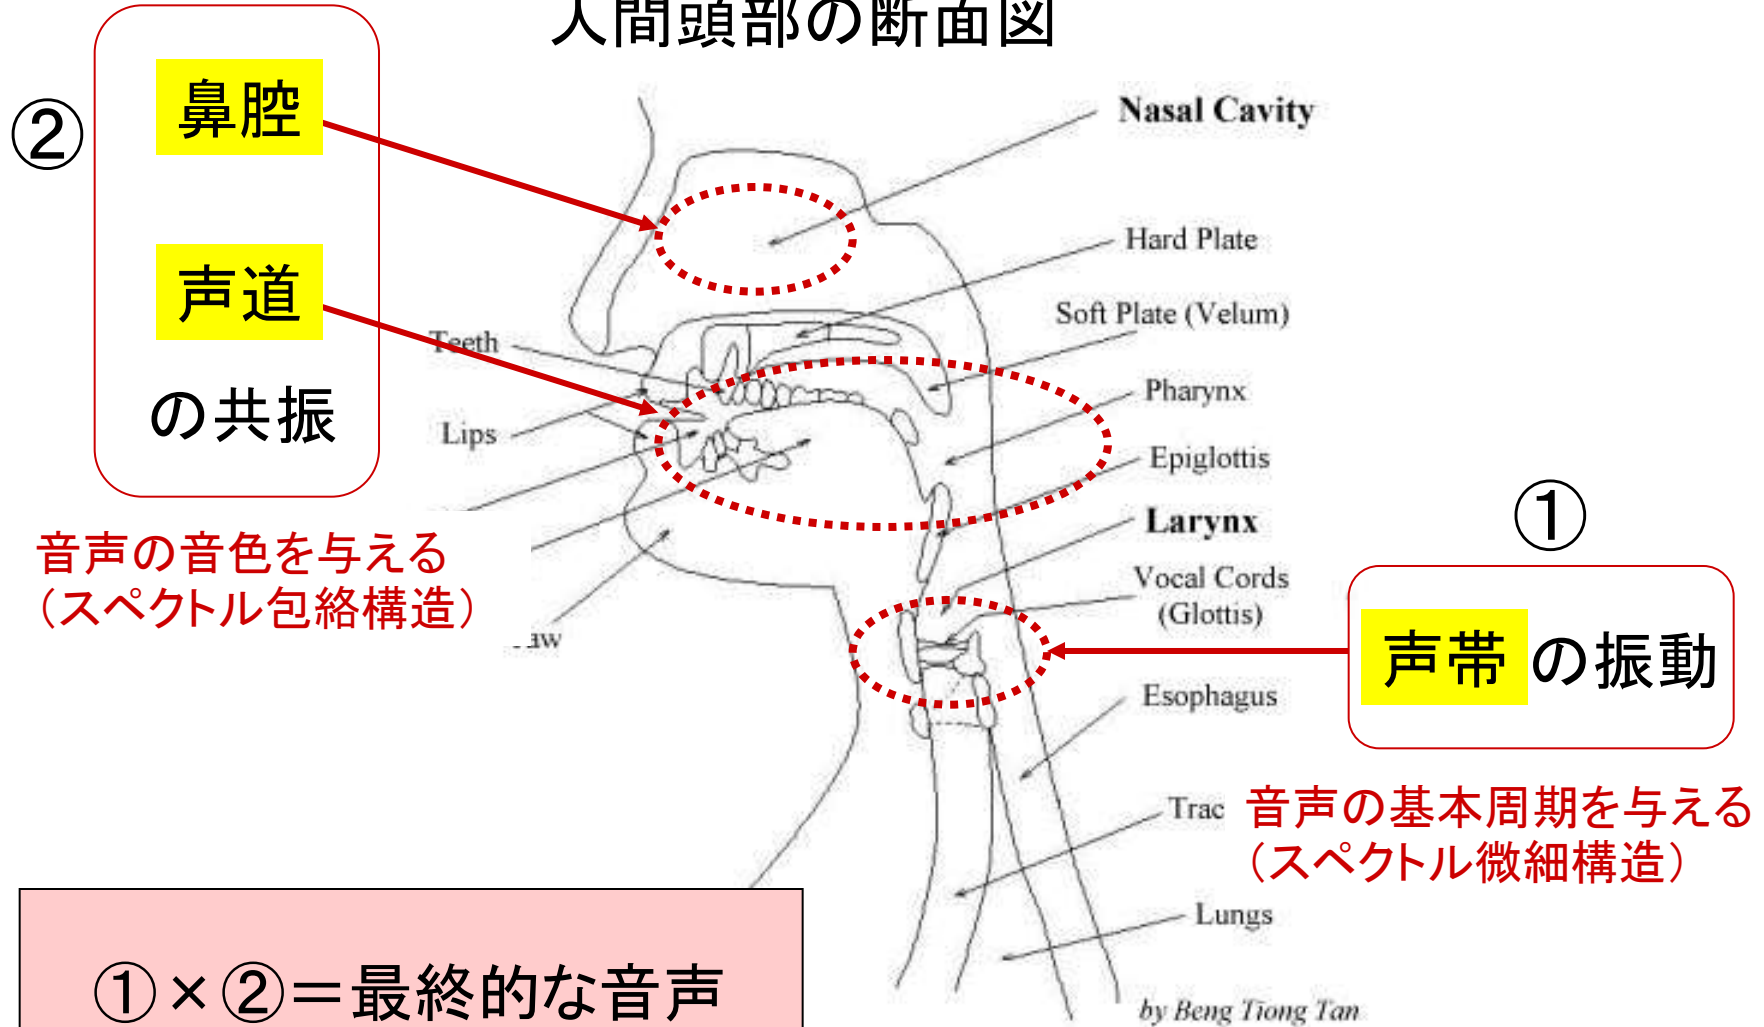 人間頭部の断面図
②
鼻腔
声道
の共振
音声の音色を与える
（スペクトル包絡構造）
Nasal Cavity
Hard Plate
Soft Plate (Velum)
Teeth
Pharynx
Lips
Epiglottis
Larynx
Vocal Cords
(Glottis)
aw
Esophagus
Trac
Lungs
①
声帯の振動
音声の基本周期を与える
（スペクトル微細構造）
①×②＝最終的な音声
by Beng Tiong Tan